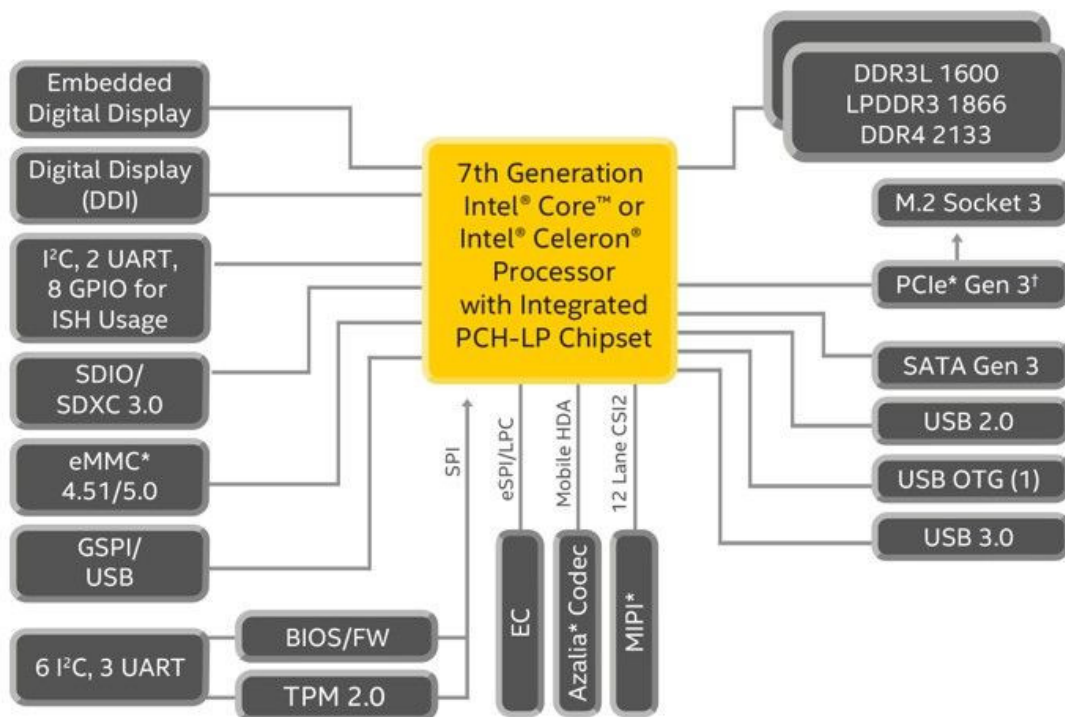 Embedded
Digital Display
Digital Display
(DDI)
I²C, 2 UART,
8 GPIO for
ISH Usage
SDIO/
SDXC 3.0
eMMC*
4.51/5.0
GSPI/
USB
6 I²C, 3 UART
BIOS/FW
TPM 2.0
7th Generation
Intel® Core™ or
Intel® Celeron®
Processor
with Integrated
PCH-LP Chipset
SPI
eSPI/LPC
Mobile HDA
12 Lane CSI2
EC
Azalia* Codec
MIPI*
DDR3L 1600
LPDDR3 1866
DDR4 2133
M.2 Socket 3
PCIe* Gen 3†
SATA Gen 3
USB 2.0
USB OTG (1)
USB 3.0